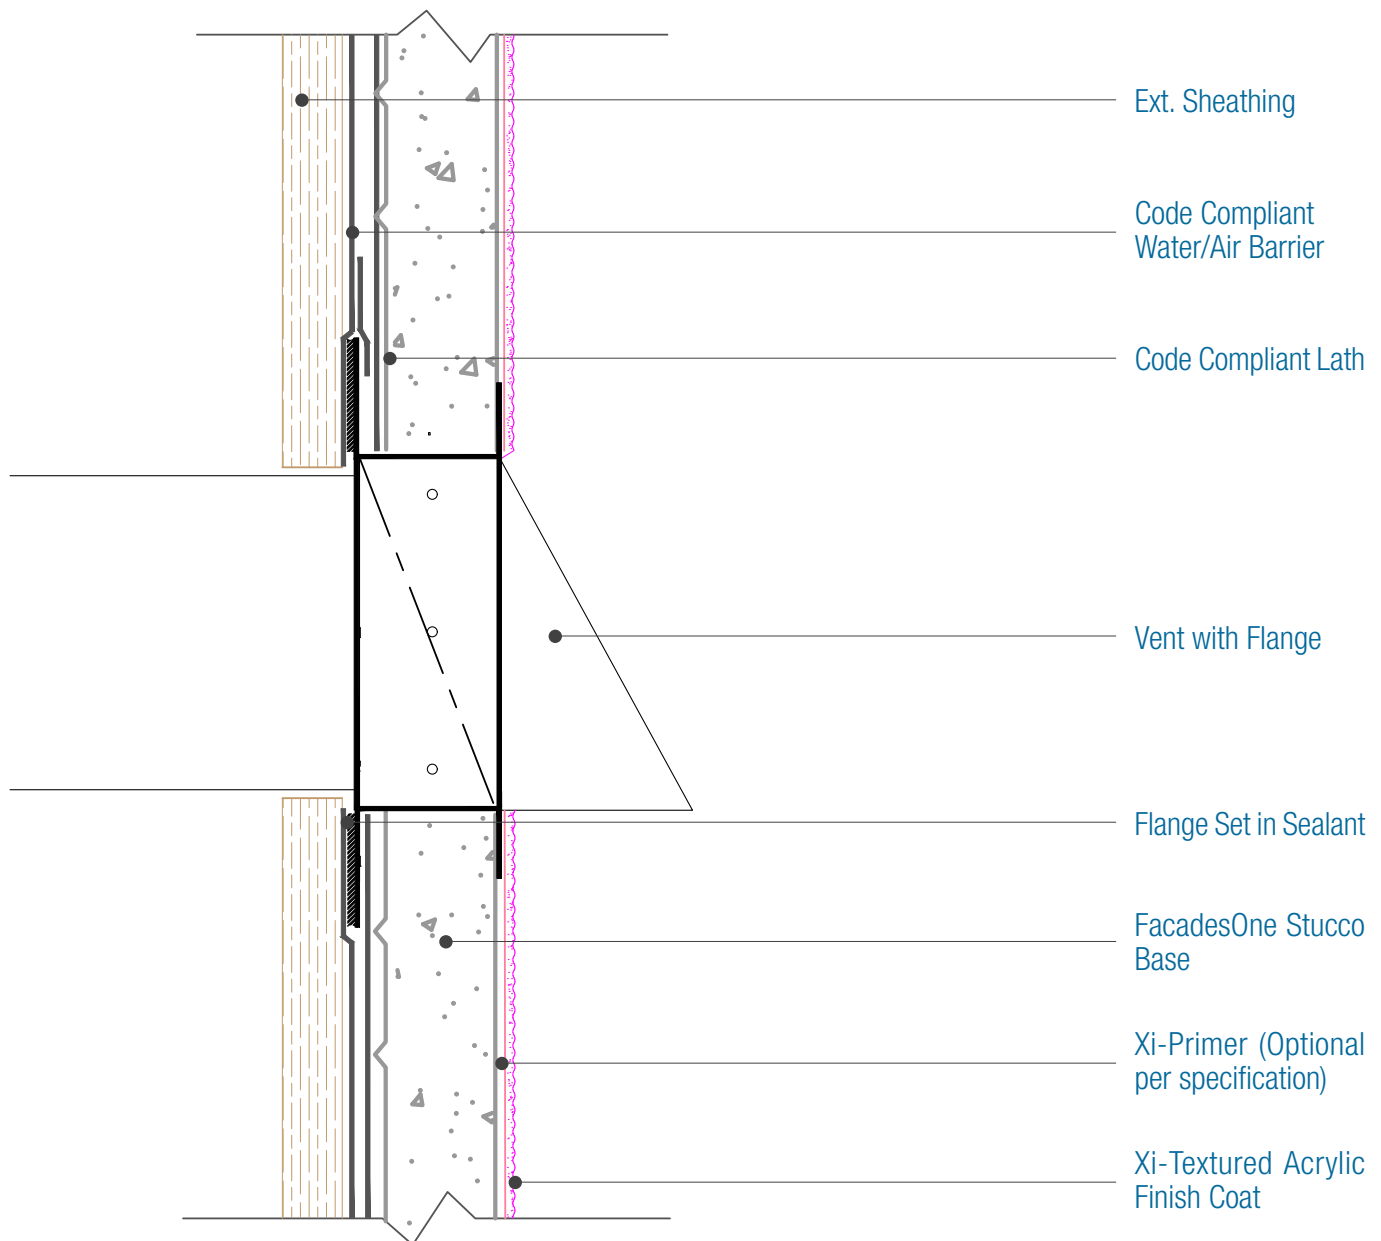 Ext. Sheathing
Code Compliant
Water/Air Barrier
Code Compliant Lath
Vent with Flange
Flange Set in Sealant
FacadesOne Stucco
Base
Xi-Primer (Optional
per specification)
Xi-Textured Acrylic
Finish Coat